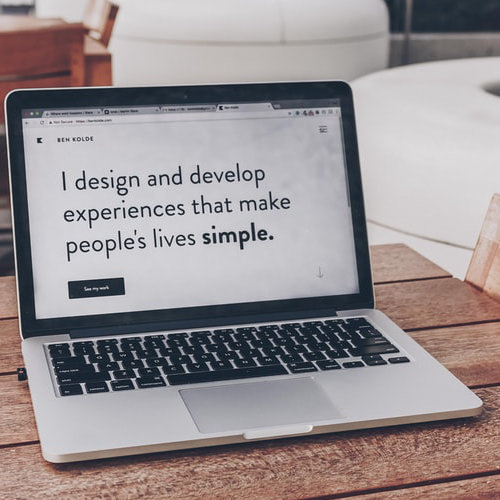 BEN KOLDE
I design and develop
experiences that make
people's lives simple.
See my work